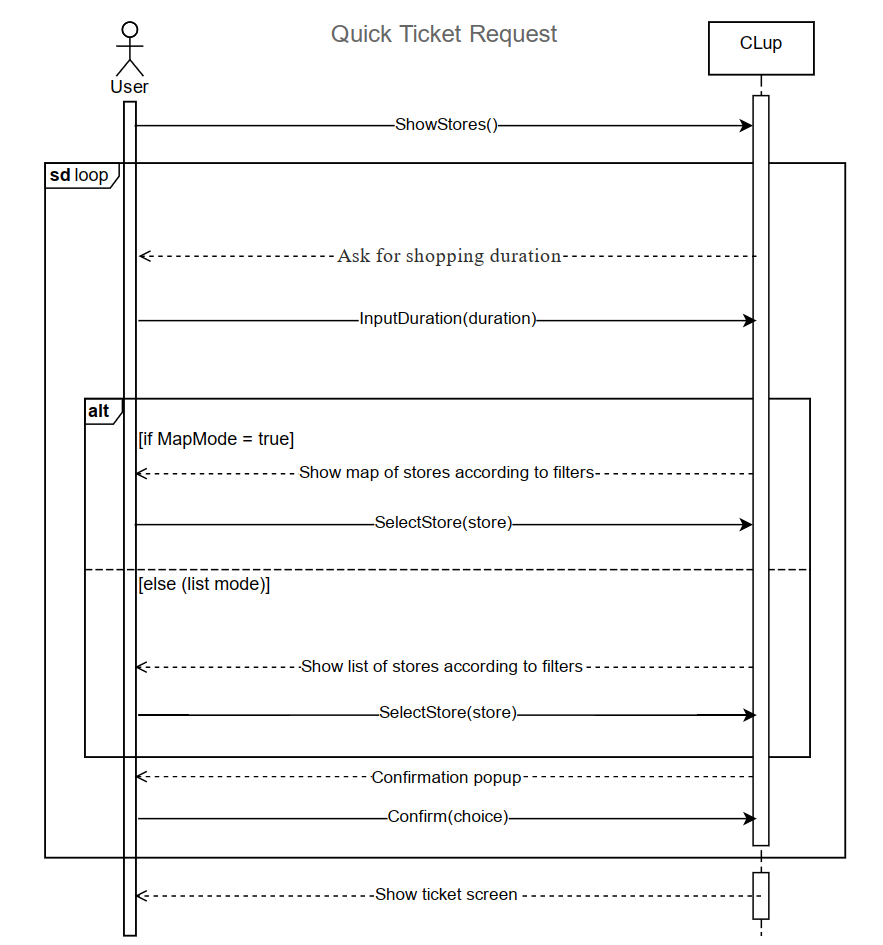 Quick Ticket Request
CLup
User
ShowStores()
sd loop
Ask for shopping duration
InputDuration(duration)
alt
[if MapMode = true]
Show map of stores according to filters
SelectStore(store)
[else (list mode)]
Show list of stores according to filters
SelectStore(store)
Confirmation popup
Confirm(choice)
Show ticket screen